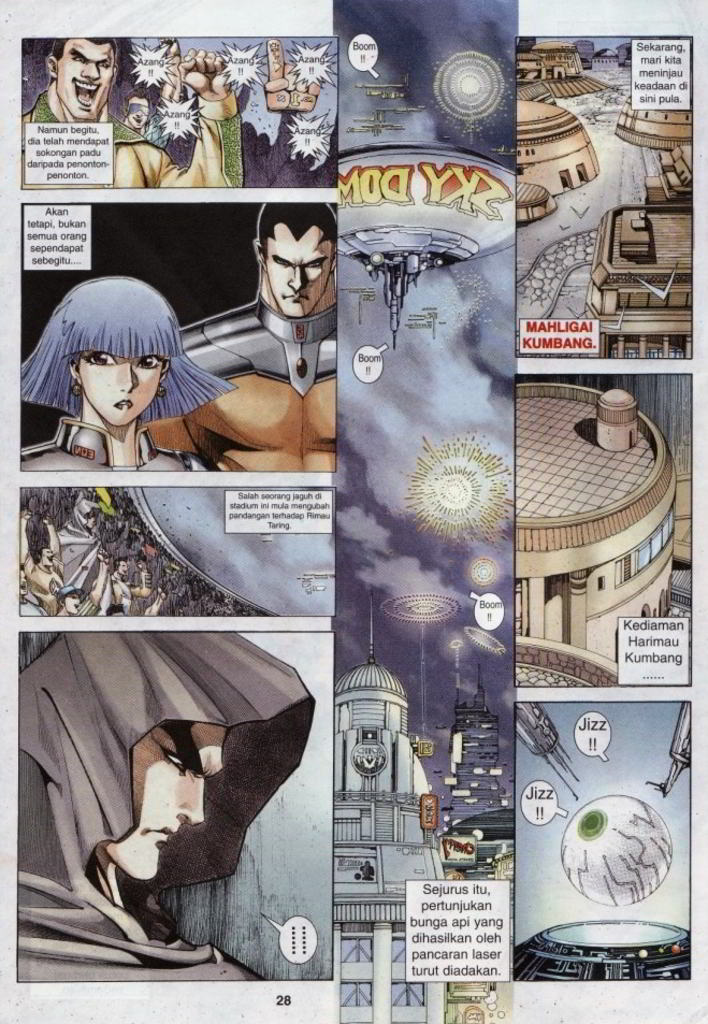 Azang
!!
Azang
!!
Azang
!!
Azang
!!
Azang
!!
Namun begitu,
dia telah mendapat
sokongan padu
daripada penonton-
penonton.
Akan
tetapi, bukan
semua orang
sependapat
sebegitu....
Salah seorang jaguh di
stadium ini mula mengubah
pandangan terhadap Rimau
Taring.
Boom
!!
SKY DOM
Boom
!!
Boom
!!
Sejurus itu,
pertunjukan
bunga api yang
dihasilkan oleh
pancaran laser
turut diadakan.
Sekarang,
mari kita
meninjau
keadaan di
sini pula.
MAHLIGAI
KUMBANG.
Kediaman
Harimau
Kumbang
......
Jizz
!!
Jizz
!!
28